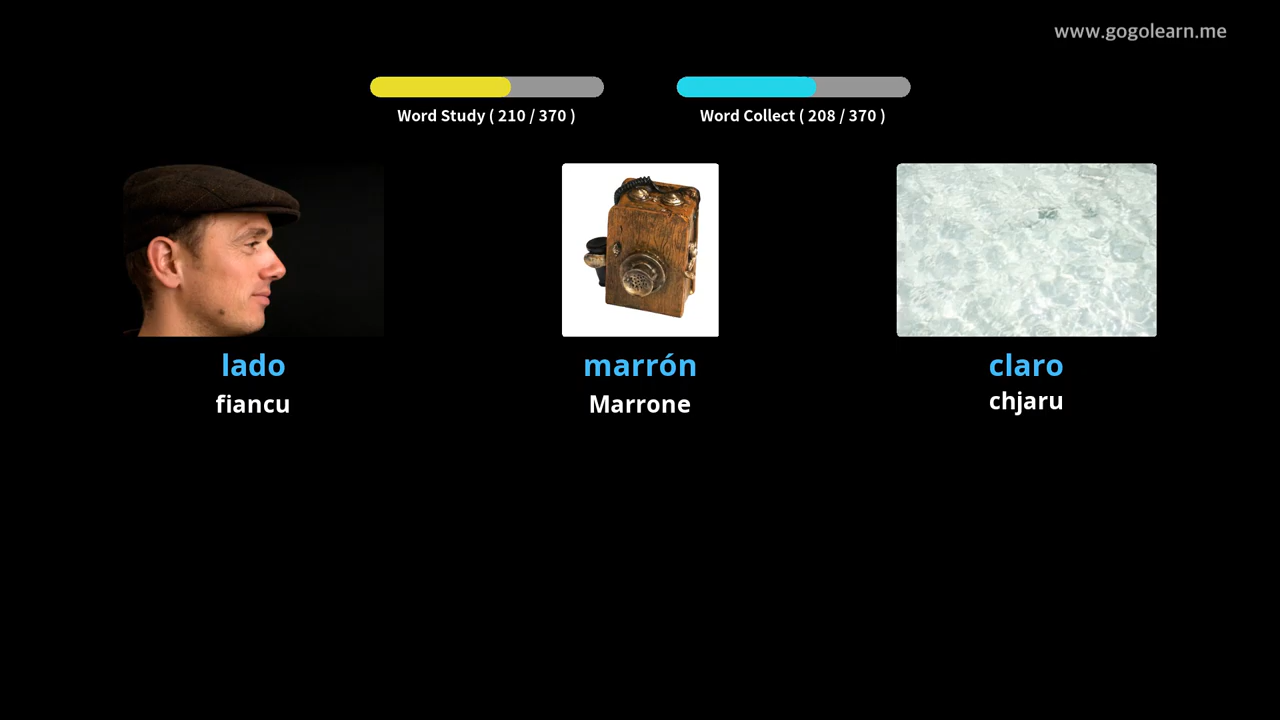 www.gogolearn.me
Word Study ( 210 / 370 )
Word Collect ( 208 / 370 )
lado
marrón
claro
fiancu
Marrone
chjaru